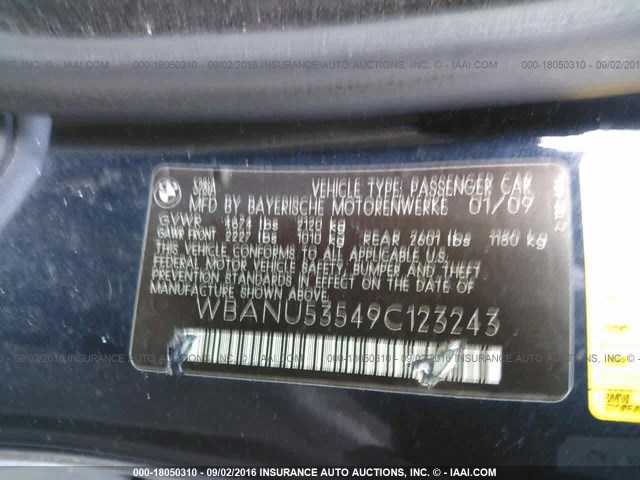 000-18050310 - 09/02/2016 INSURANCE AUTO AUCTIONS, INC. - © IAAI.COM
528iA VEHICLE TYPE: PASSENGER CAR
MFD BY BAYERISCHE MOTORENWERKE 01/09
GVWR 4674 lbs 2120 kg
GAWR FRONT 2227 lbs 1010 kg REAR 2601 lbs 1180 kg
THIS VEHICLE CONFORMS TO ALL APPLICABLE U.S.
FEDERAL MOTOR VEHICLE SAFETY, BUMPER AND THEFT
PREVENTION STANDARDS IN EFFECT ON THE DATE OF
MANUFACTURE SHOWN ABOVE
WBANU53549C123243
000-18050310 - 09/02/2016 INSURANCE AUTO AUCTIONS, INC. - © IAAI.COM